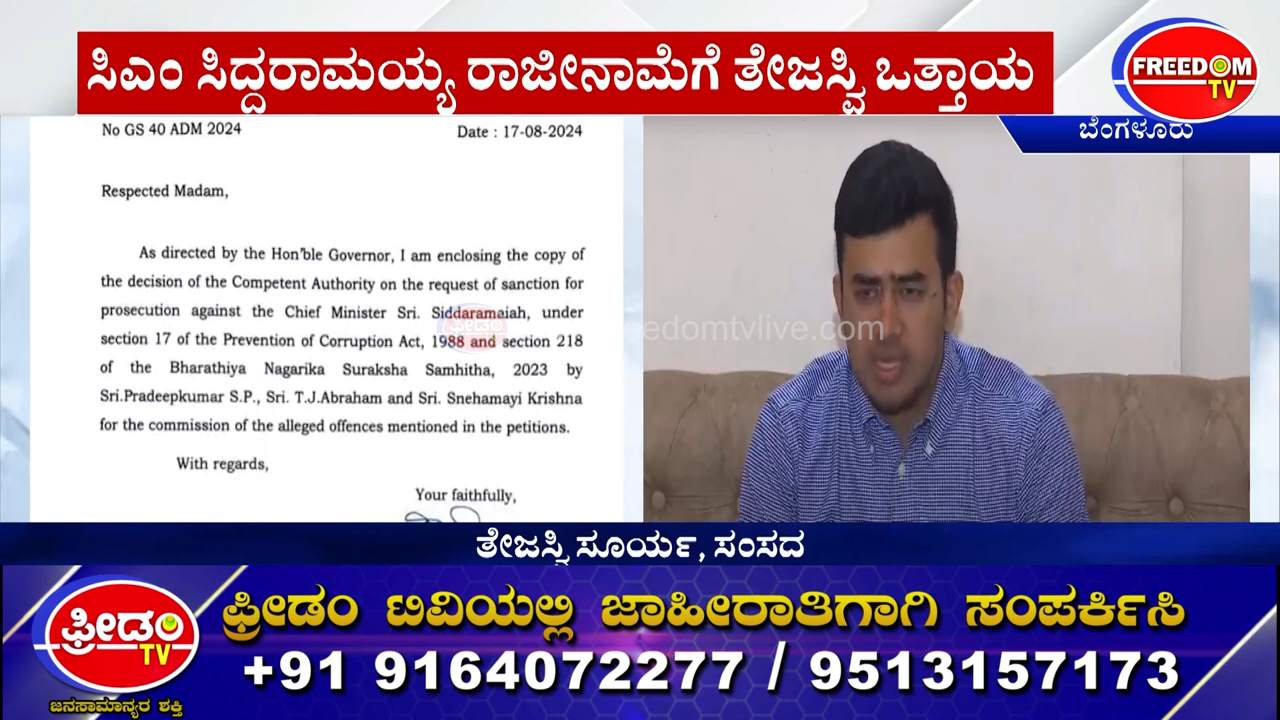 ಸಿಎಂ ಸಿದ್ದರಾಮಯ್ಯ ರಾಜೀನಾಮೆಗೆ ತೇಜಸ್ವಿ ಒತ್ತಾಯ
FREEDOM
TV
ಬೆಂಗಳೂರು
No GS 40 ADM 2024
Date : 17-08-2024
Respected Madam,
As directed by the Hon'ble Governor, I am enclosing the copy of
the decision of the Competent Authority on the request of sanction for
prosecution against the Chief Minister Sri. Siddaramaiah, under
section 17 of the Prevention of Corruption Act, 1988 and section 218
of the Bharathiya Nagarika Suraksha Samhitha, 2023 by
Sri.Pradeepkumar S.P., Sri. T.J.Abraham and Sri. Snehamayi Krishna
for the commission of the alleged offences mentioned in the petitions.
With regards,
Your faithfully,
ಫ್ರೀಡಂ
freedomtvlive.com
ತೇಜಸ್ವಿ ಸೂರ್ಯ, ಸಂಸದ
ಫ್ರೀಡಂ
TV
ಜನಸಾಮಾನ್ಯರ ಶಕ್ತಿ
ಫ್ರೀಡಂ ಟಿವಿಯಲ್ಲಿ ಜಾಹೀರಾತಿಗಾಗಿ ಸಂಪರ್ಕಿಸಿ
+91 9164072277 / 9513157173